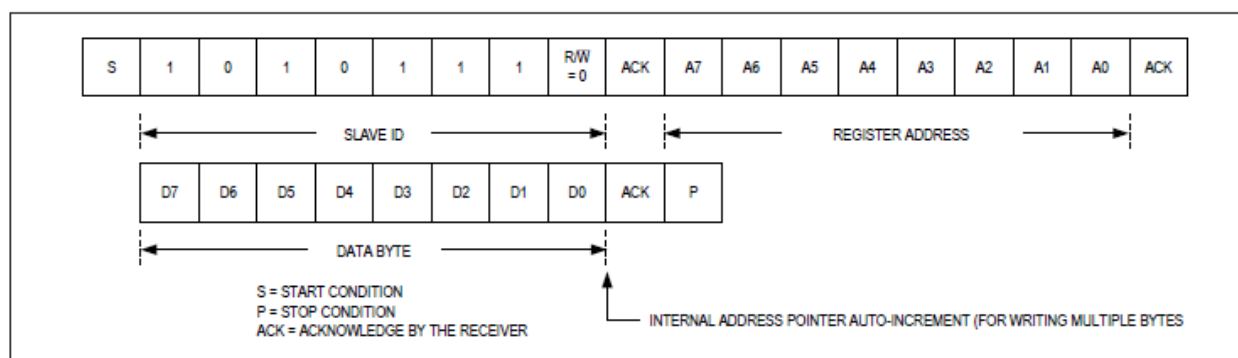 S 1 0 1 0 1 1 1 R/W = 0 ACK A7 A6 A5 A4 A3 A2 A1 A0 ACK
SLAVE ID REGISTER ADDRESS
D7 D6 D5 D4 D3 D2 D1 D0 ACK P
DATA BYTE
S = START CONDITION
P = STOP CONDITION
ACK = ACKNOWLEDGE BY THE RECEIVER
INTERNAL ADDRESS POINTER AUTO-INCREMENT (FOR WRITING MULTIPLE BYTES